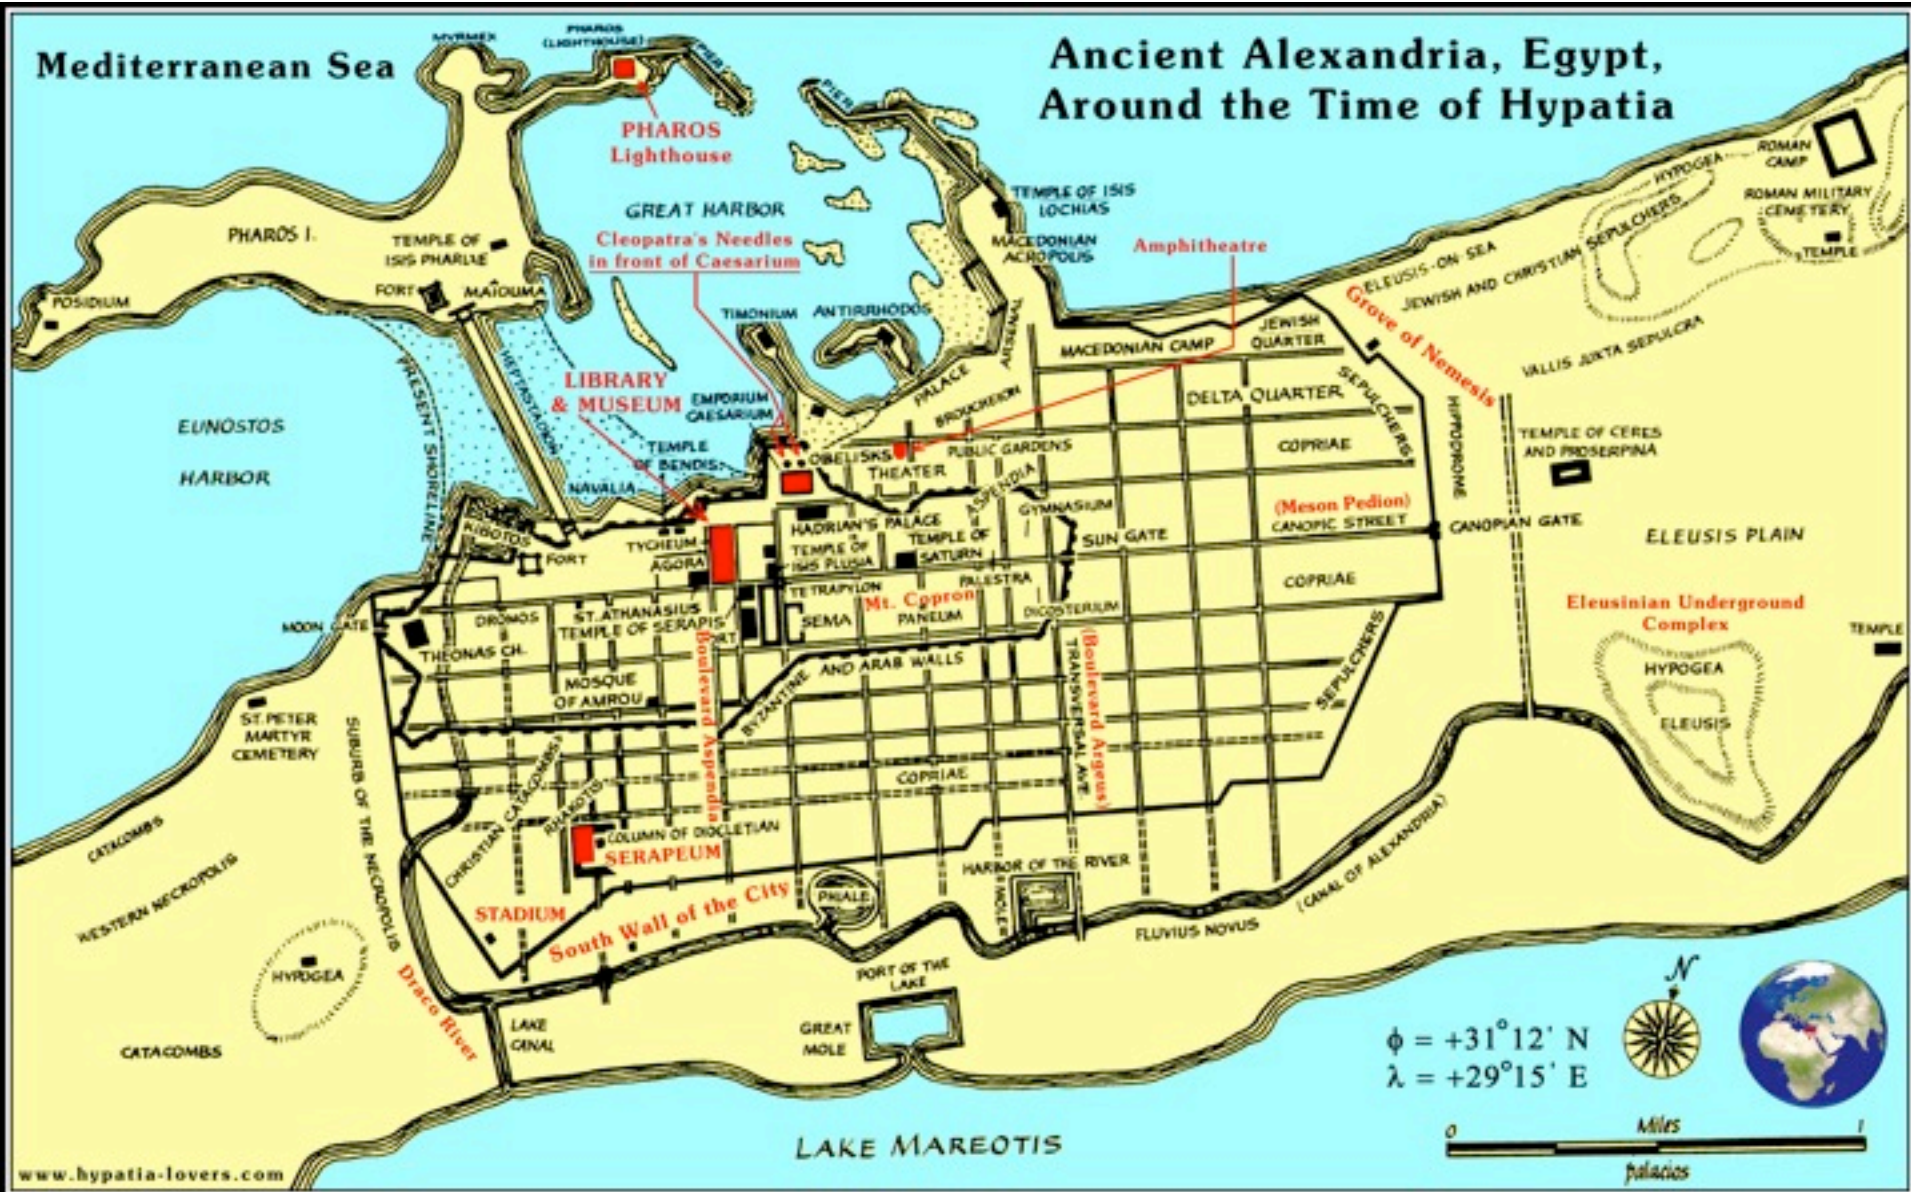 Mediterranean Sea
Ancient Alexandria, Egypt,
Around the Time of Hypatia
MYRMEX
PHAROS
(LIGHTHOUSE)
PIER
PIER
PHAROS
Lighthouse
GREAT HARBOR
Cleopatra's Needles
in front of Caesarium
PHAROS I.
TEMPLE OF
ISIS PHARIAE
FORT
MAIOUMA
POSIDIUM
TEMPLE OF ISIS
LOCHIAS
MACEDONIAN
ACROPOLIS
Amphitheatre
HYPOGEA
ROMAN
CAMP
ROMAN MILITARY
CEMETERY
TEMPLE
ELEUSIS-ON SEA
JEWISH AND CHRISTIAN SEPULCHERS
VALLIS JUXTA SEPULCRA
Grove of Nemesis
TIMONIUM
ANTIRRHODOS
ARSENAL
MACEDONIAN CAMP
JEWISH
QUARTER
PRESENT SHORELINE
HEPTASTADION
LIBRARY
& MUSEUM
EMPORIUM
CAESARIUM
PALACE
BROUCHEION
DELTA QUARTER
SEPULCHERS
HIPPODROME
EUNOSTOS
HARBOR
TEMPLE
OF BENDIS
NAVALIA
OBELISKS
THEATER
PUBLIC GARDENS
COPRIAE
TEMPLE OF CERES
AND PROSERPINA
ASPENDIA
GYMNASIUM
(Meson Pedion)
CANOPIC STREET
CANOPIAN GATE
ELEUSIS PLAIN
KIBOTOS
FORT
TYCHEUM
AGORA
HADRIAN'S PALACE
TEMPLE OF
ISIS PLUSIA
TEMPLE OF
SATURN
SUN GATE
PALESTRA
COPRIAE
TETRAPYLON
Mt. Copron
PANEUM
DICOSTERIUM
SEMA
MOON GATE
DROMOS
ST. ATHANASIUS
TEMPLE OF SERAPIS
THEONAS CH.
Eleusinian Underground
Complex
TEMPLE
HYPOGEA
ELEUSIS
MOSQUE
OF AMROU
BYZANTINE AND ARAB WALLS
Boulevard Aspendia
TRANSVERSAL AVE.
(Boulevard Argeus)
SEPULCHERS
ST. PETER
MARTYR
CEMETERY
SUBURB OF THE NECROPOLIS
CHRISTIAN CATACOMBS
RHAKOTIS
COPRIAE
COLUMN OF DIOCLETIAN
SERAPEUM
CATACOMBS
WESTERN NECROPOLIS
STADIUM
South Wall of the City
PHIALE
HARBOR OF THE RIVER
MOLE
FLUVIUS NOVUS
(CANAL OF ALEXANDRIA)
HYPOGEA
Draco River
CATACOMBS
LAKE
CANAL
PORT OF THE
LAKE
GREAT
MOLE
N
φ = +31°12' N
λ = +29°15' E
LAKE MAREOTIS
0 Miles 1
palacios
www.hypatia-lovers.com